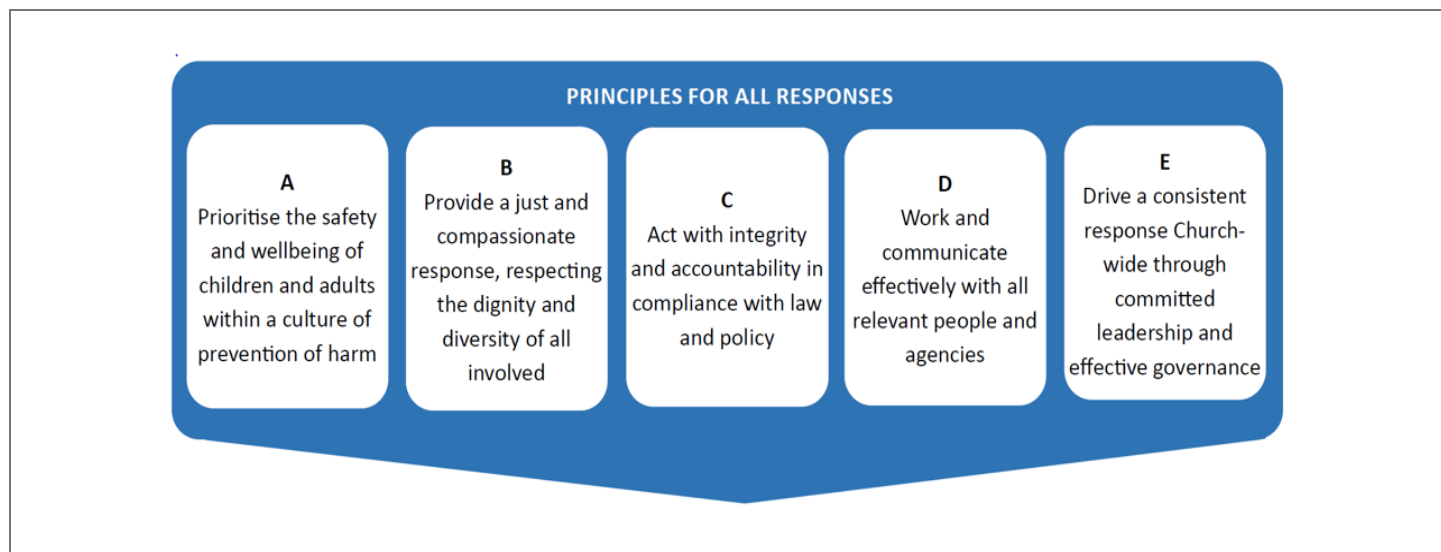 PRINCIPLES FOR ALL RESPONSES
A
Prioritise the safety
and wellbeing of
children and adults
within a culture of
prevention of harm
B
Provide a just and
compassionate
response, respecting
the dignity and
diversity of all
involved
C
Act with integrity
and accountability in
compliance with law
and policy
D
Work and
communicate
effectively with all
relevant people and
agencies
E
Drive a consistent
response Church-
wide through
committed
leadership and
effective governance